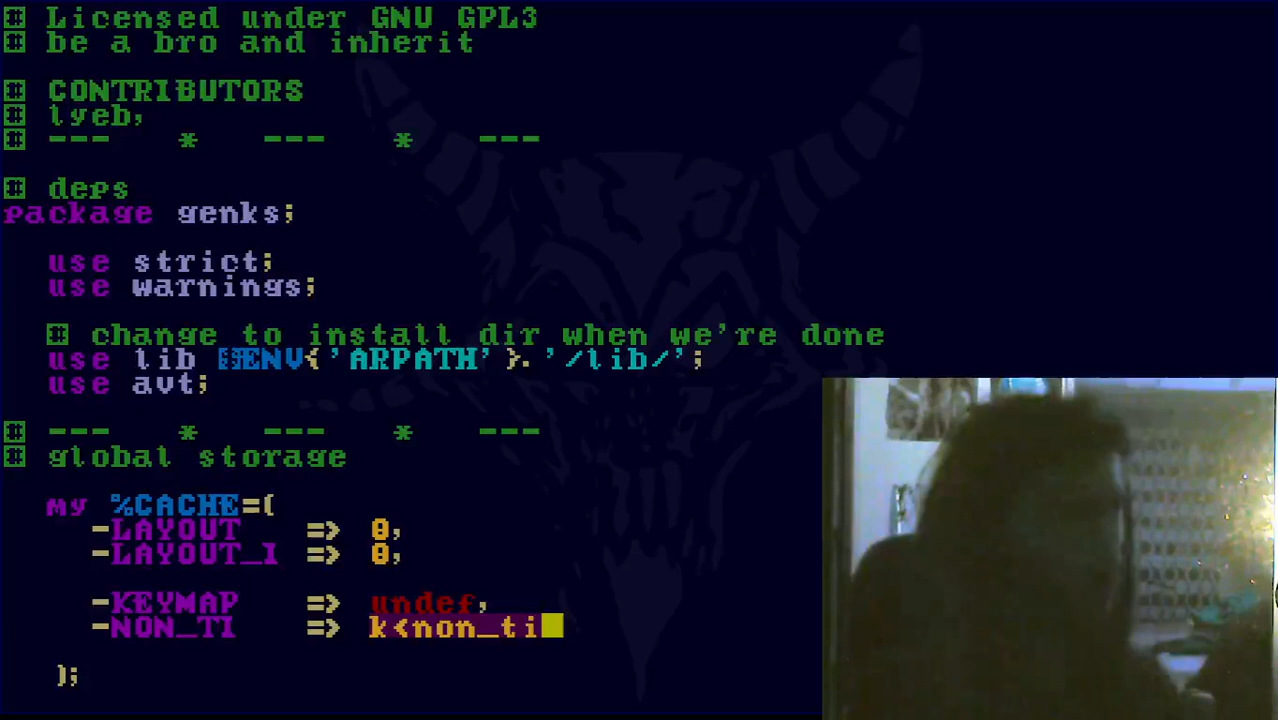 # Licensed under GNU GPL3
# be a bro and inherit
# CONTRIBUTORS
# lyeb,
# --- * --- * ---
# deps
package genks;
use strict;
use warnings;
# change to install dir when we're done
use lib $ENV{'ARPATH'}.'/lib/';
use avt;
# --- * --- * ---
# global storage
my %CACHE=(
-LAYOUT => 0,
-LAYOUT_1 => 0,
-KEYMAP => undef,
-NON_TI => k<non_ti
);